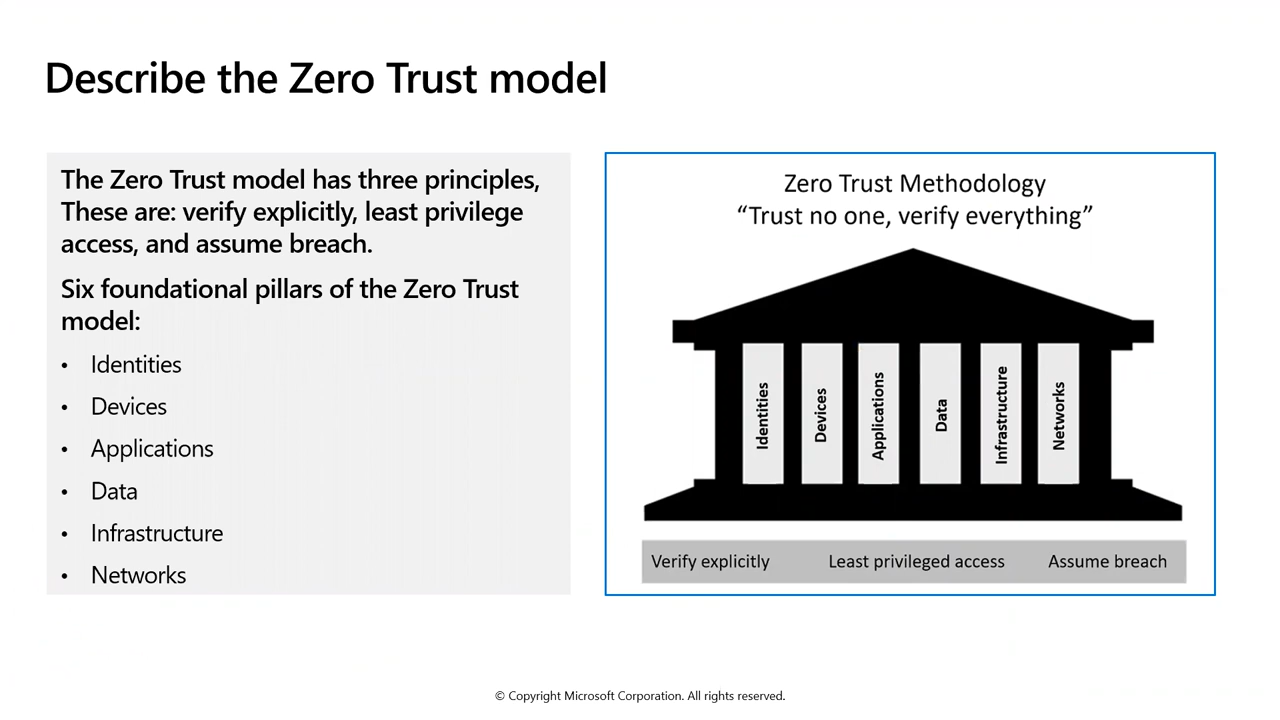 Describe the Zero Trust model
The Zero Trust model has three principles,
These are: verify explicitly, least privilege
access, and assume breach.
Six foundational pillars of the Zero Trust
model:
• Identities
• Devices
• Applications
• Data
• Infrastructure
• Networks
Zero Trust Methodology
“Trust no one, verify everything”
Identities
Devices
Applications
Data
Infrastructure
Networks
Verify explicitly
Least privileged access
Assume breach
© Copyright Microsoft Corporation. All rights reserved.